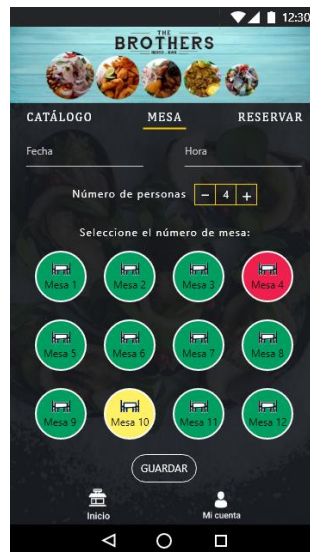 12:30
THE
BROTHERS
CATÁLOGO MESA RESERVAR
Fecha Hora
Número de personas − 4 +
Seleccione el número de mesa:
Mesa 1 Mesa 2 Mesa 3 Mesa 4
Mesa 5 Mesa 6 Mesa 7 Mesa 8
Mesa 9 Mesa 10 Mesa 11 Mesa 12
GUARDAR
Inicio Mi cuenta